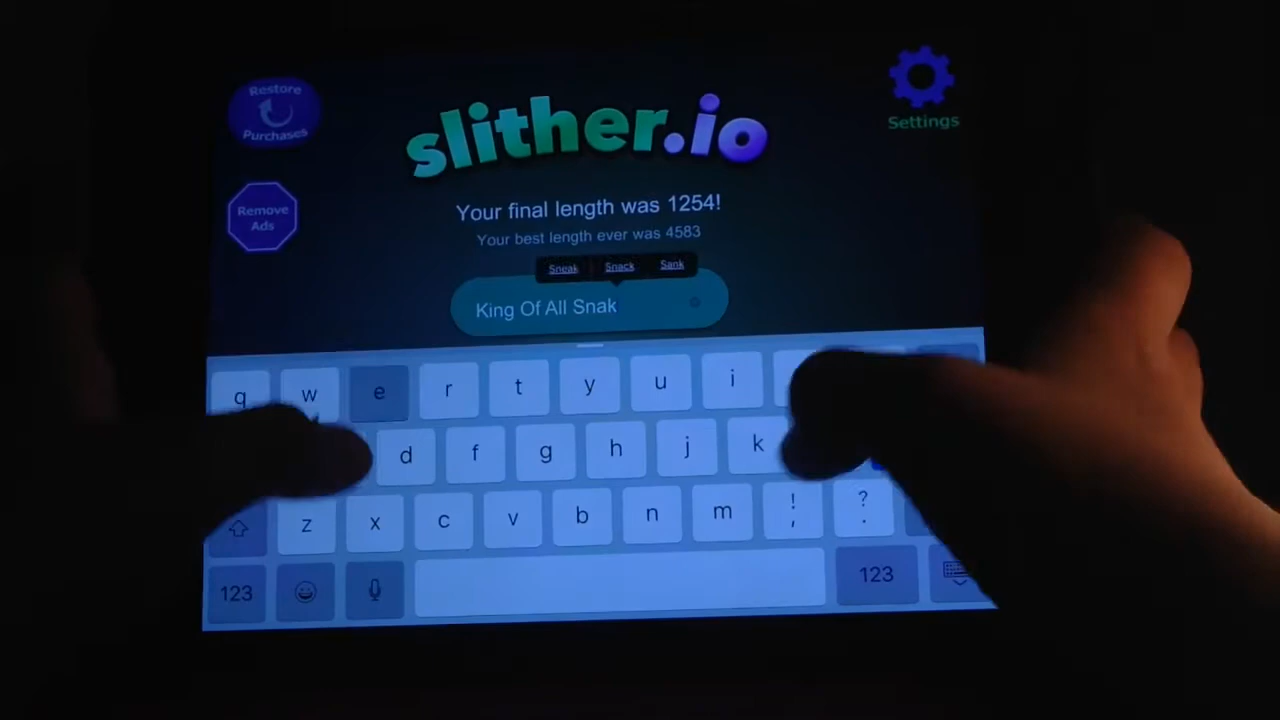 Restore
Purchases
slither.io
Settings
Remove
Ads
Your final length was 1254!
Your best length ever was 4583
Sneak Snack Sank
King Of All Snak
q w e r t y u i
d f g h j k
z x c v b n m ! , ? .
123 123